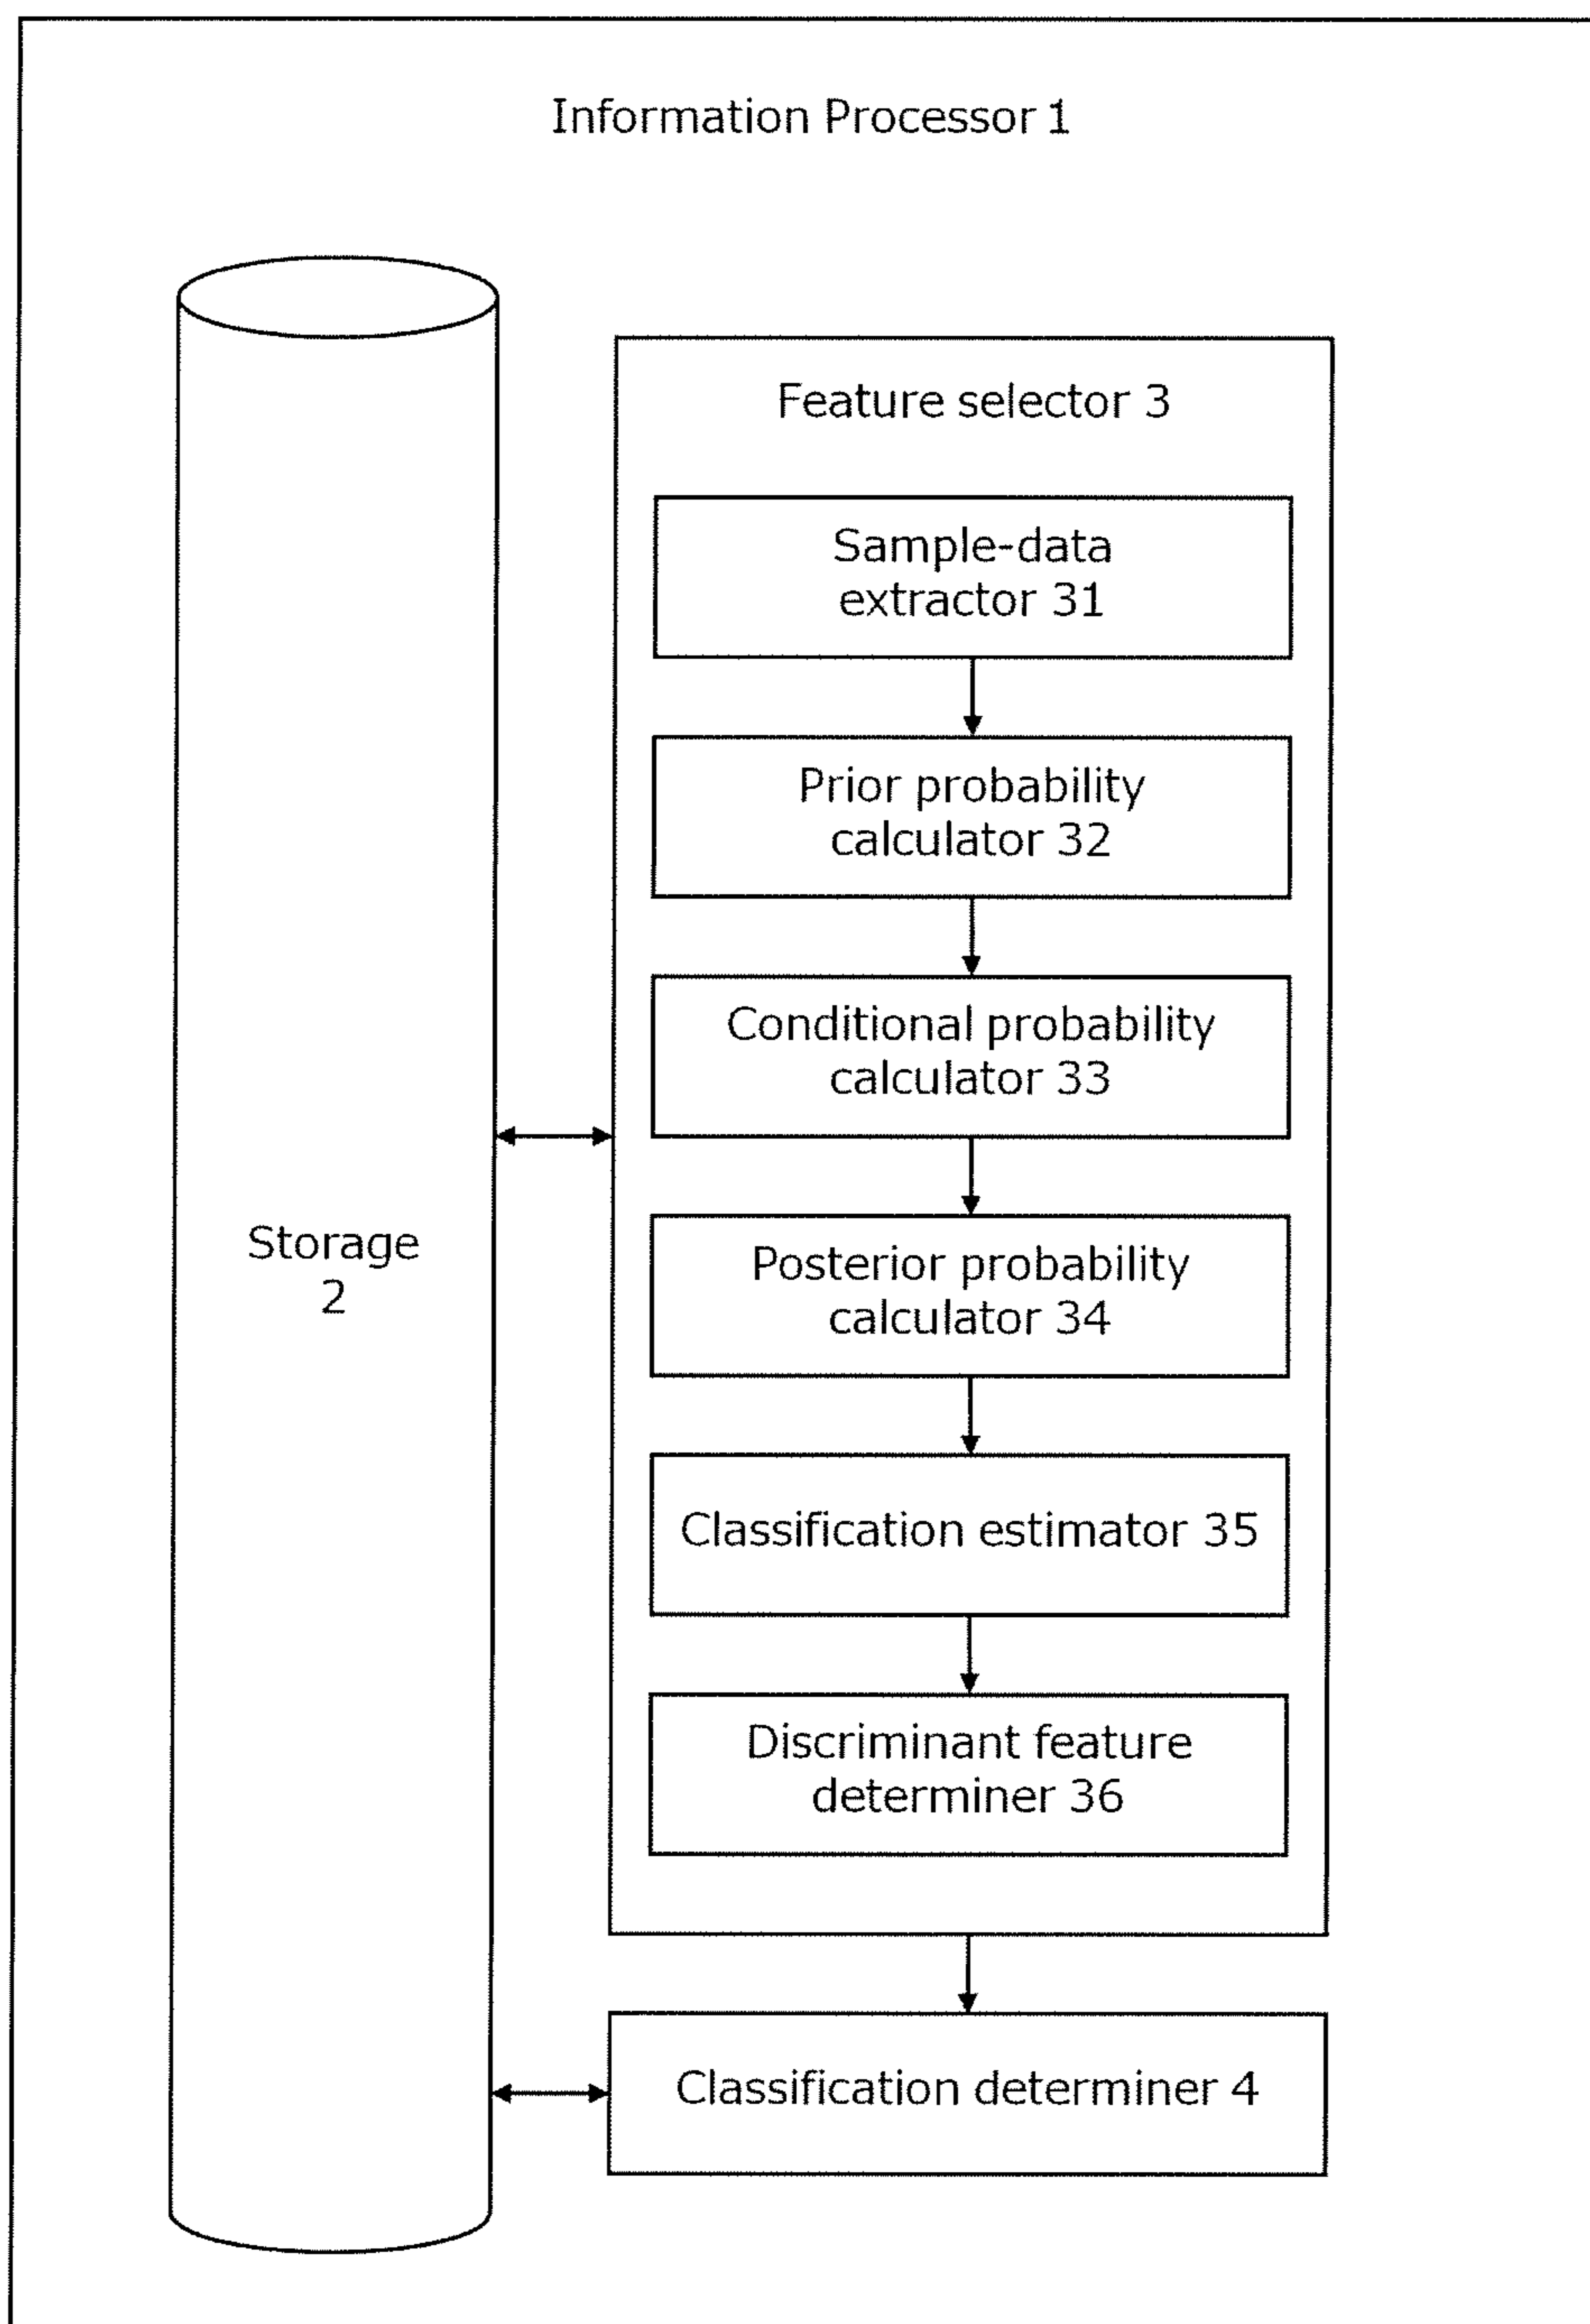 Information Processor 1
Storage
2
Feature selector 3
Sample-data
extractor 31
Prior probability
calculator 32
Conditional probability
calculator 33
Posterior probability
calculator 34
Classification estimator 35
Discriminant feature
determiner 36
Classification determiner 4